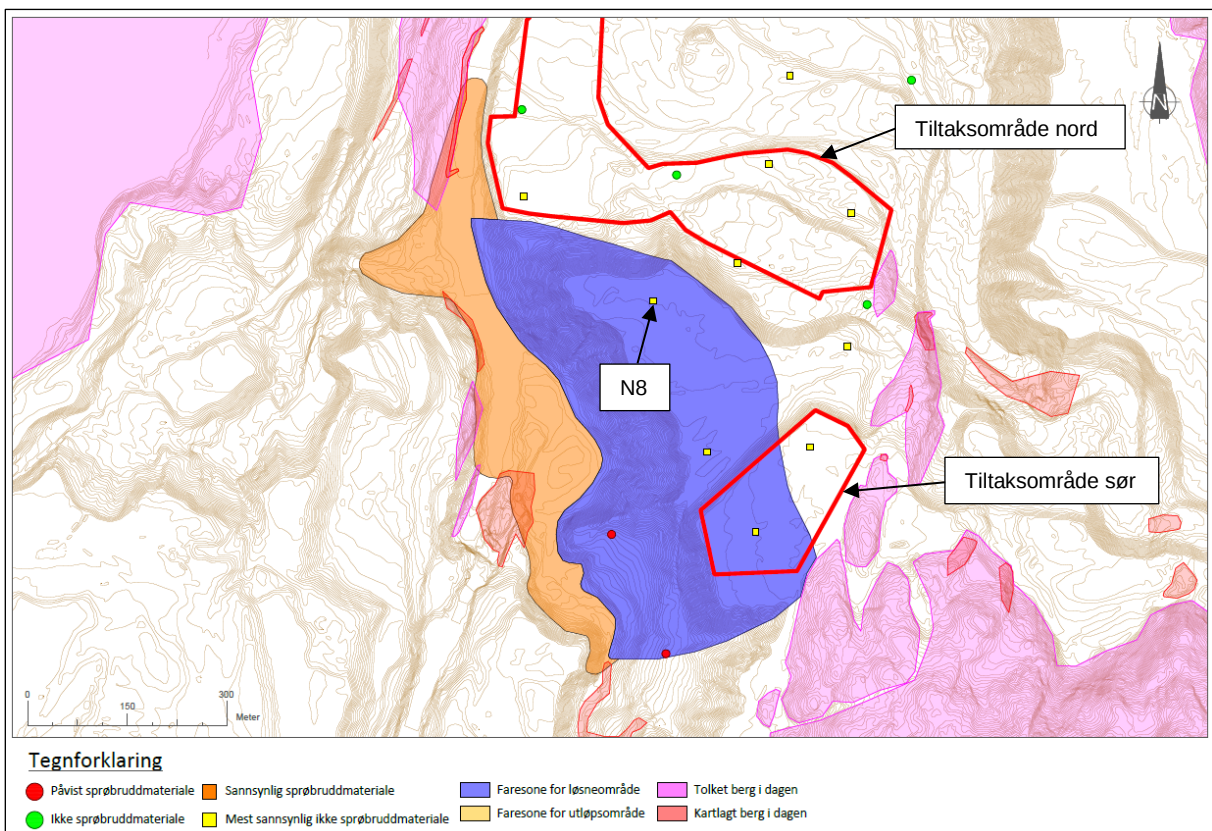 N
Tiltaksområde nord
N8
Tiltaksområde sør
0 150 300
Meter
Tegnforklaring
Påvist sprøbruddmateriale Sannsynlig sprøbruddmateriale Faresone for løsneområde Tolket berg i dagen
Ikke sprøbruddmateriale Mest sannsynlig ikke sprøbruddmateriale Faresone for utløpsområde Kartlagt berg i dagen